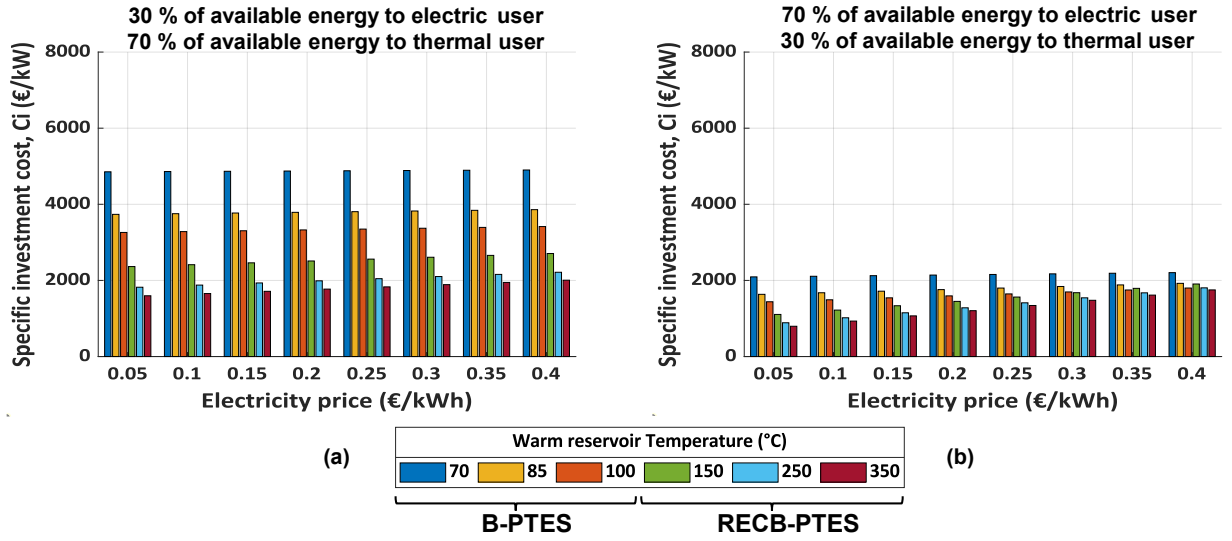 30 % of available energy to electric user
70 % of available energy to thermal user
Specific investment cost, Ci (€/kW)
8000
6000
4000
2000
0
0.05 0.1 0.15 0.2 0.25 0.3 0.35 0.4
Electricity price (€/kWh)
(a)
70 % of available energy to electric user
30 % of available energy to thermal user
Specific investment cost, Ci (€/kW)
8000
6000
4000
2000
0
0.05 0.1 0.15 0.2 0.25 0.3 0.35 0.4
Electricity price (€/kWh)
(b)
Warm reservoir Temperature (°C)
70 85 100 150 250 350
B-PTES RECB-PTES